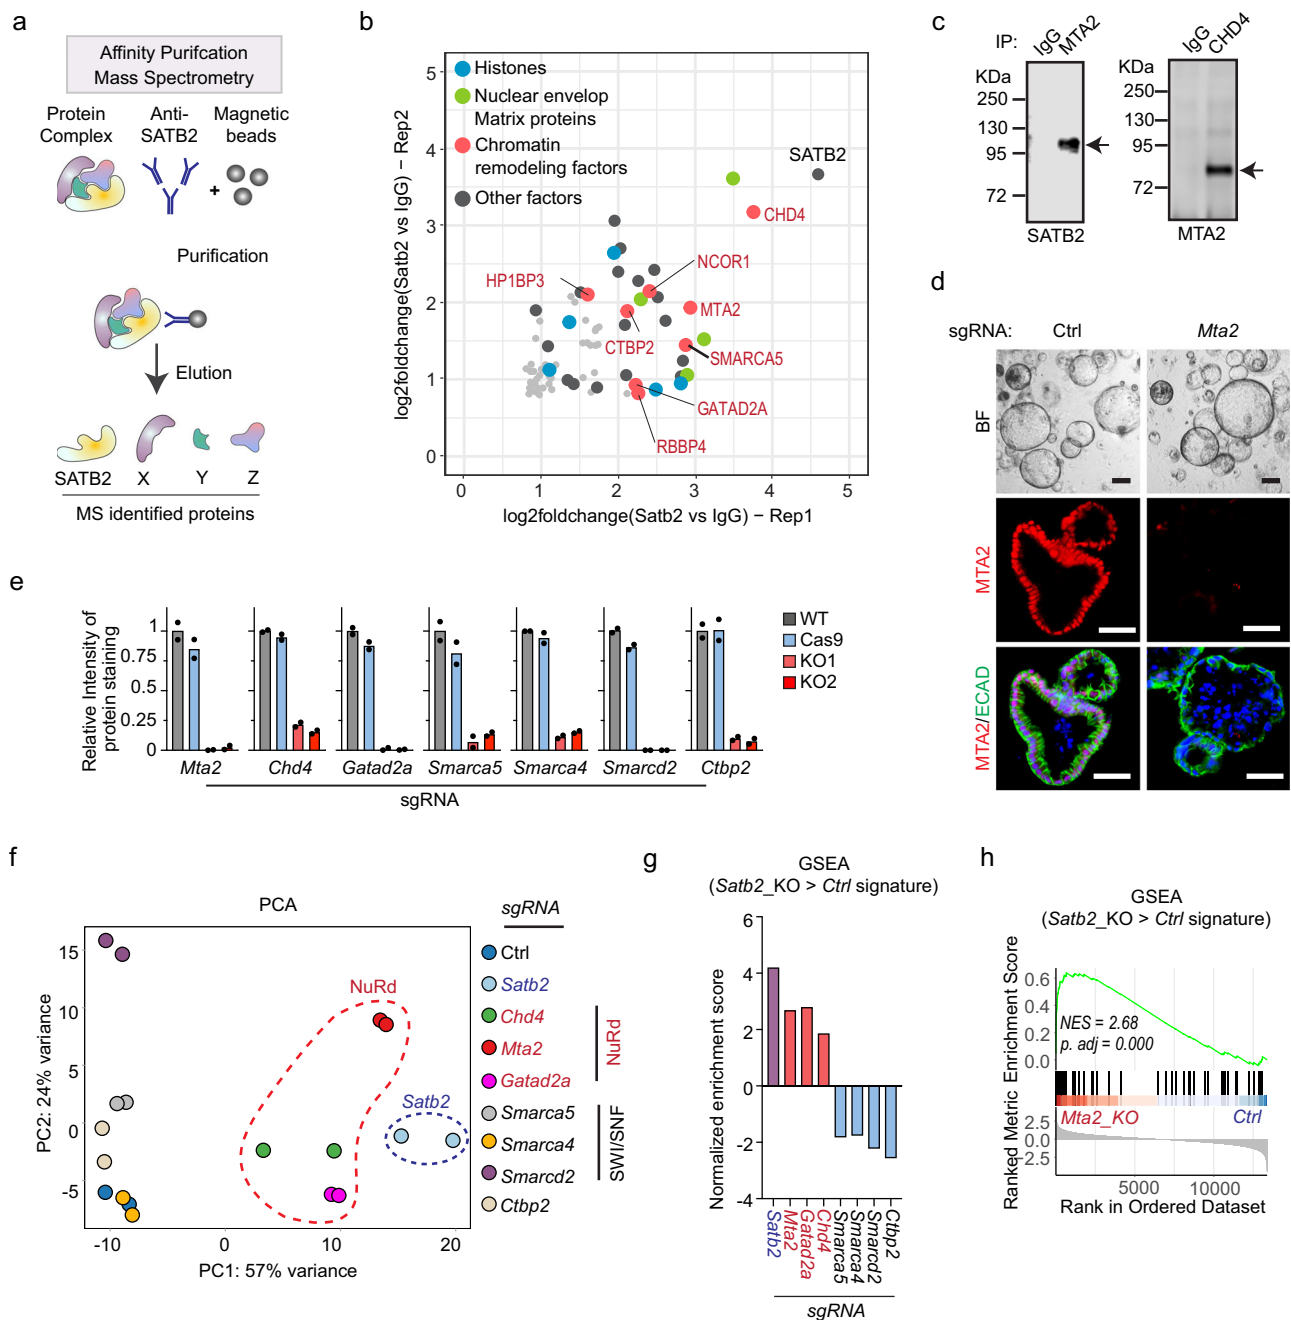 a
Affinity Purifcation
Mass Spectrometry
Protein
Complex
Anti-
SATB2
Magnetic
beads
+
Purification
Elution
SATB2
X
Y
Z
MS identified proteins
b
log2foldchange(Satb2 vs IgG) − Rep2
5
4
3
2
1
0
Histones
Nuclear envelop
Matrix proteins
Chromatin
remodeling factors
Other factors
SATB2
CHD4
NCOR1
HP1BP3
MTA2
CTBP2
SMARCA5
GATAD2A
RBBP4
0 1 2 3 4 5
log2foldchange(Satb2 vs IgG) − Rep1
c
IP:
IgG
MTA2
KDa
250
130
95
72
SATB2
IgG
CHD4
KDa
250
130
95
72
MTA2
d
sgRNA:
Ctrl
Mta2
BF
MTA2
MTA2/ECAD
e
Relative Intensity of
protein staining
1
0.75
0.5
0.25
0
WT
Cas9
KO1
KO2
Mta2 Chd4 Gatad2a Smarca5 Smarca4 Smarcd2 Ctbp2
sgRNA
f
PCA
PC2: 24% variance
15
10
5
0
-5
NuRd
Satb2
-10 0 10 20
PC1: 57% variance
sgRNA
Ctrl
Satb2
Chd4
Mta2
Gatad2a
Smarca5
Smarca4
Smarcd2
Ctbp2
NuRd
SWI/SNF
g
GSEA
(Satb2_KO > Ctrl signature)
Normalized enrichment score
6
4
2
0
-2
-4
Satb2
Mta2
Gatad2a
Chd4
Smarca5
Smarca4
Smarcd2
Ctbp2
sgRNA
h
GSEA
(Satb2_KO > Ctrl signature)
Enrichment Score
0.6
0.4
0.2
0.0
NES = 2.68
p. adj = 0.000
Mta2_KO
Ctrl
Ranked Metric
2.5
0.0
-2.5
5000 10000
Rank in Ordered Dataset